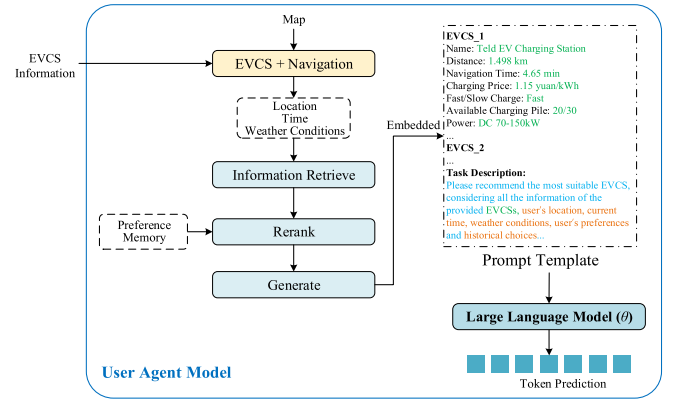 Map
EVCS
Information
EVCS + Navigation
Location
Time
Weather Conditions
Information Retrieve
Preference
Memory
Rerank
Generate
Embedded
EVCS_1
Name: Teld EV Charging Station
Distance: 1.498 km
Navigation Time: 4.65 min
Charging Price: 1.15 yuan/kWh
Fast/Slow Charge: Fast
Available Charging Pile: 20/30
Power: DC 70-150kW
...
EVCS_2
...
Task Description:
Please recommend the most suitable EVCS,
considering all the information of the
provided EVCSs, user's location, current
time, weather conditions, user's preferences
and historical choices...
Prompt Template
Large Language Model (θ)
Token Prediction
User Agent Model